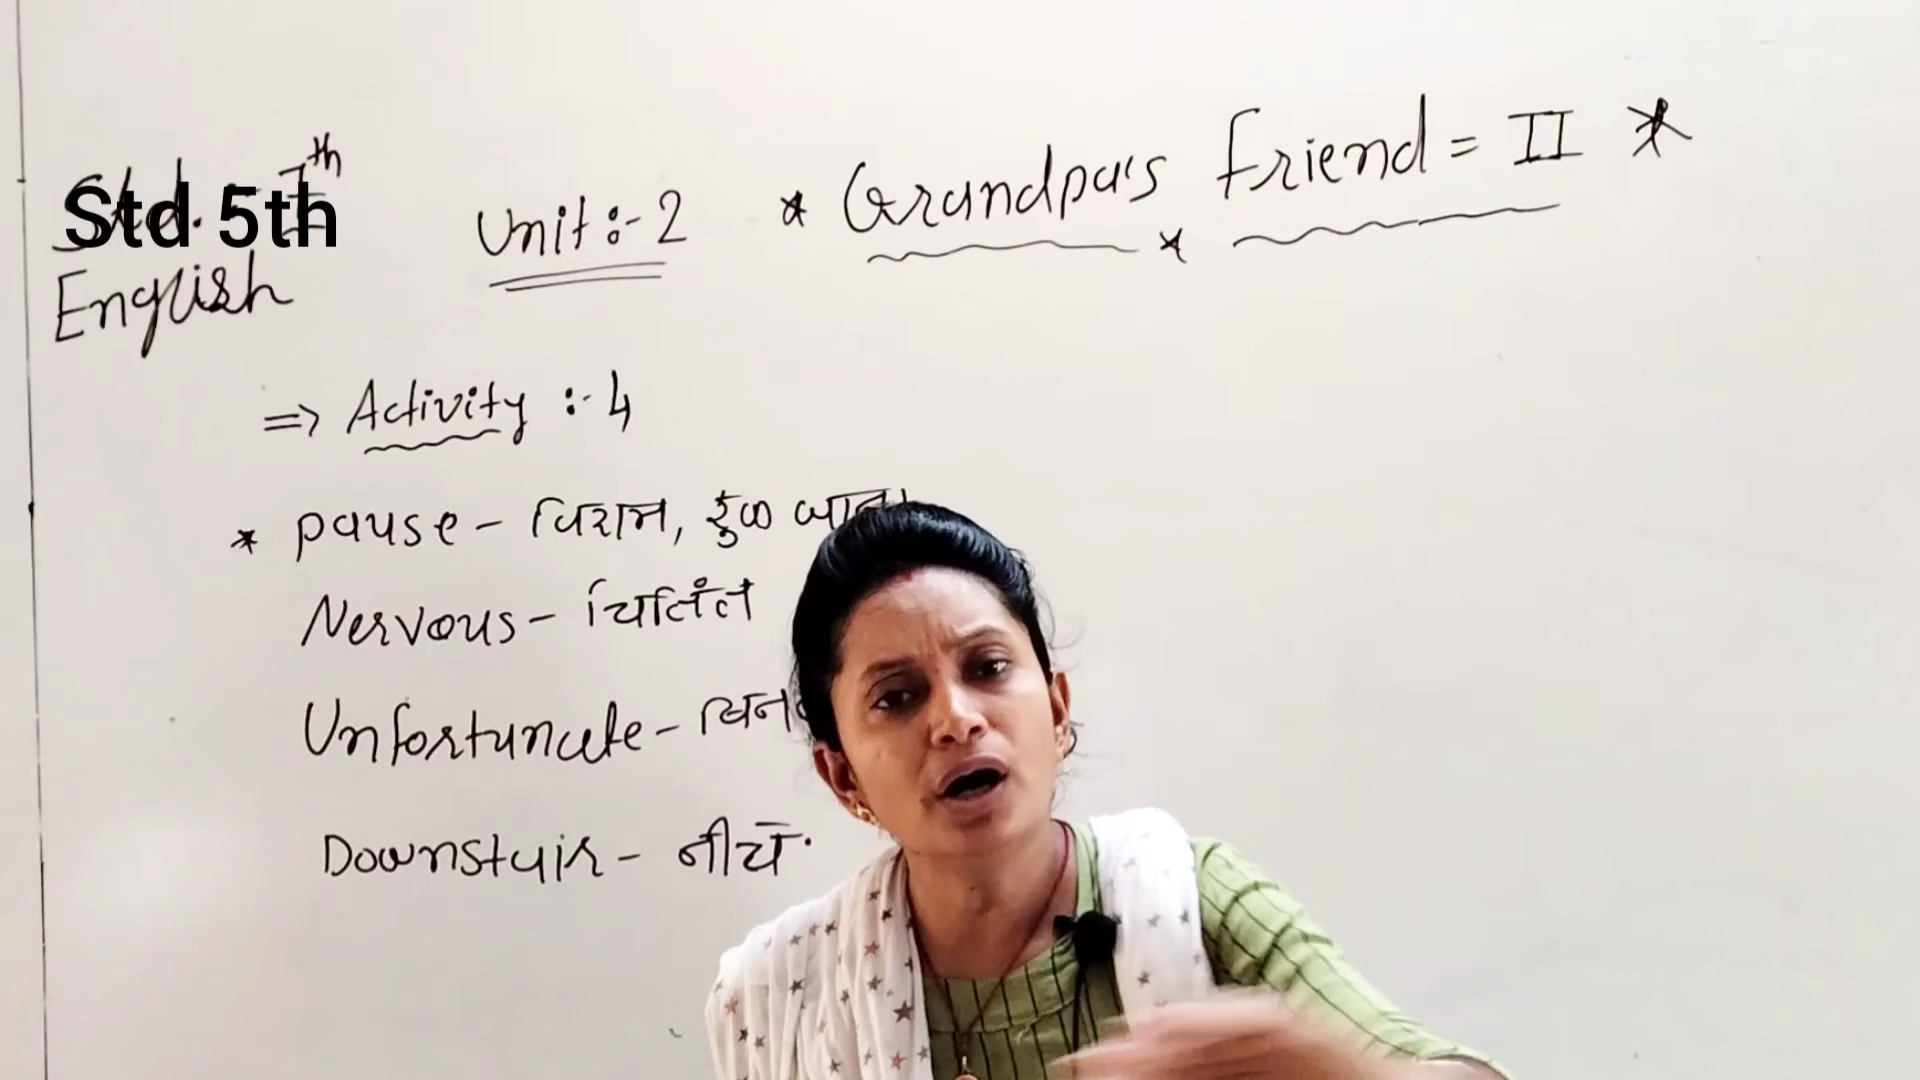 Std 5th
English
Unit :- 2
* Grandpa's Friend = II *
=> Activity :- 4
* pause - विराम,
Nervous - चितिंत
Unfortunate -
Downstair - नीचे.